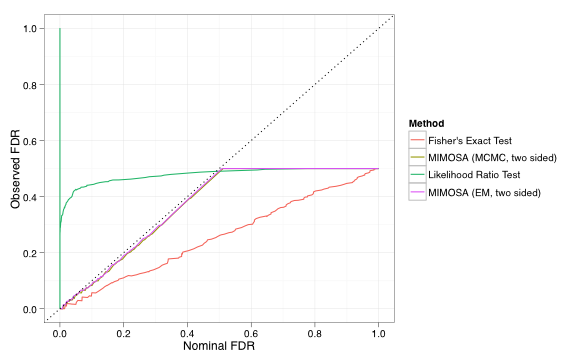 1.0
0.8
0.6
0.4
0.2
0.0
Observed FDR
0.0 0.2 0.4 0.6 0.8 1.0
Nominal FDR
Method
Fisher's Exact Test
MIMOSA (MCMC, two sided)
Likelihood Ratio Test
MIMOSA (EM, two sided)